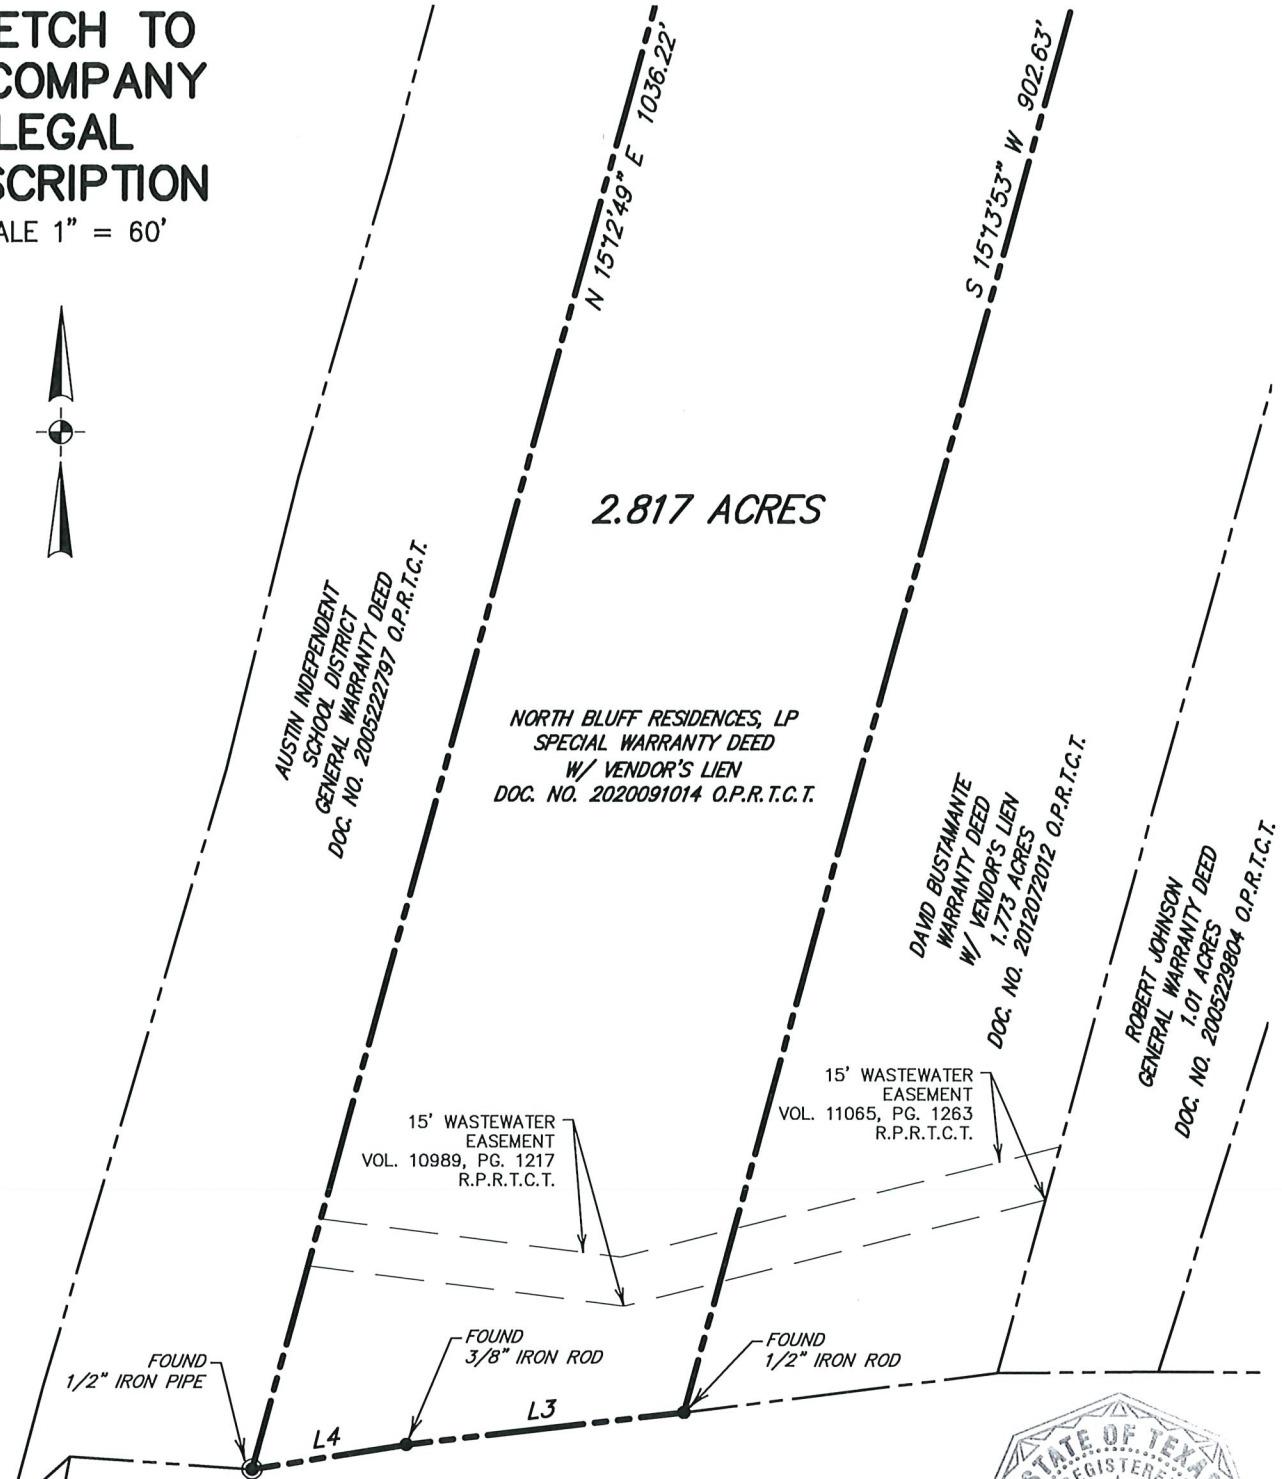 ETCH TO
COMPANY
LEGAL
SCRIPTION
ALE 1" = 60'
N 15°12'49" E 1036.22'
S 15°13'53" W 902.63'
2.817 ACRES
AUSTIN INDEPENDENT
SCHOOL DISTRICT
GENERAL WARRANTY DEED
DOC. NO. 2005222797 O.P.R.T.C.T.
NORTH BLUFF RESIDENCES, LP
SPECIAL WARRANTY DEED
W/ VENDOR'S LIEN
DOC. NO. 2020091014 O.P.R.T.C.T.
DAVID BUSTAMANTE
WARRANTY DEED
W/ VENDOR'S LIEN
1.773 ACRES
DOC. NO. 2012072012 O.P.R.T.C.T.
ROBERT JOHNSON
GENERAL WARRANTY DEED
1.01 ACRES
DOC. NO. 2005229804 O.P.R.T.C.T.
15' WASTEWATER
EASEMENT
VOL. 10989, PG. 1217
R.P.R.T.C.T.
15' WASTEWATER
EASEMENT
VOL. 11065, PG. 1263
R.P.R.T.C.T.
FOUND
1/2" IRON PIPE
FOUND
3/8" IRON ROD
FOUND
1/2" IRON ROD
L4
L3
STATE OF TEXA
EGISTERE